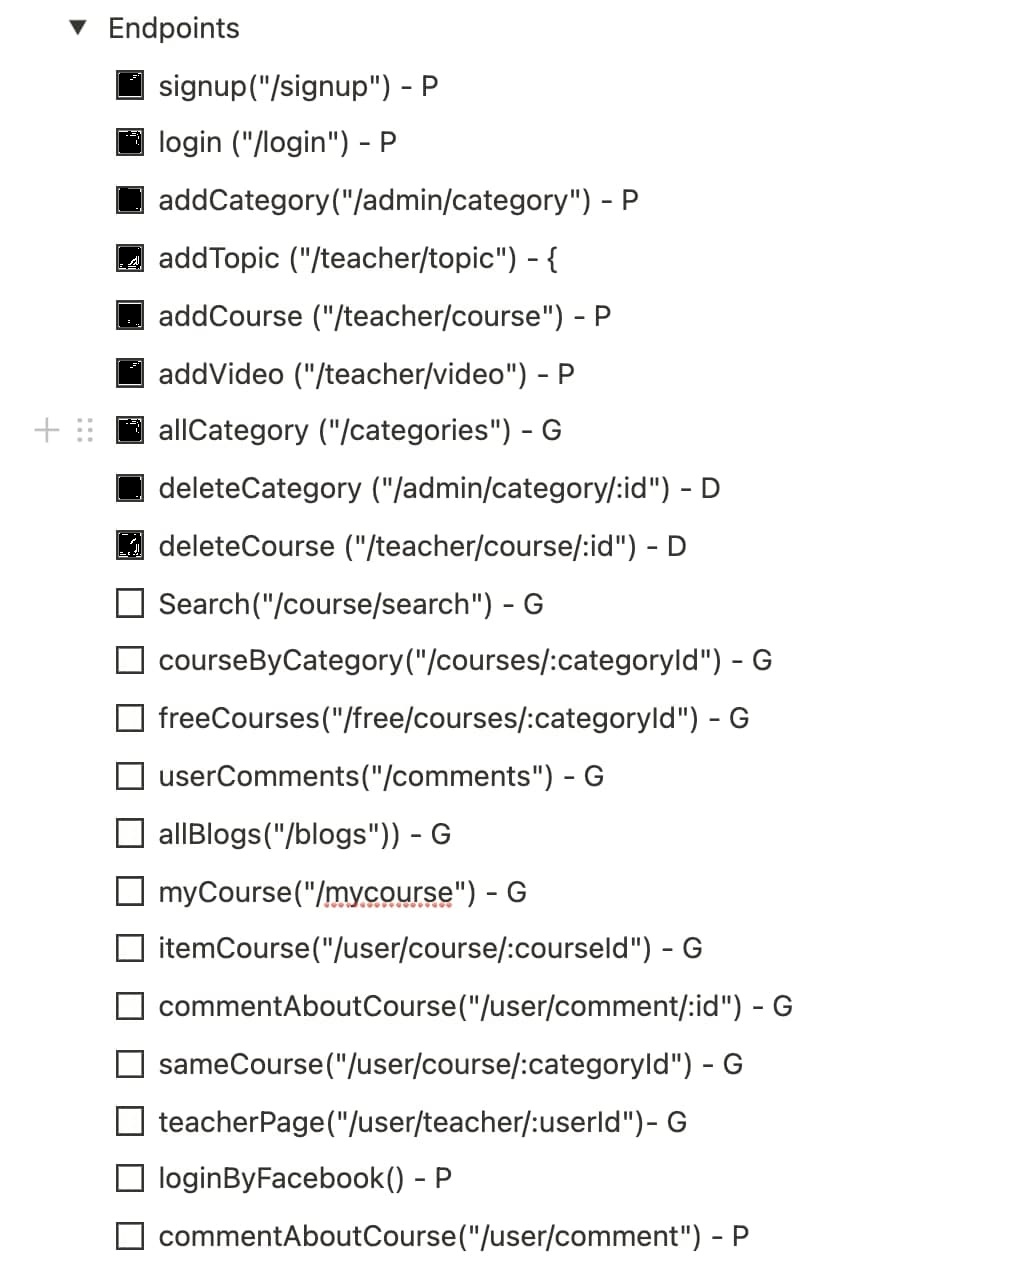 Endpoints
signup("/signup") - P
login ("/login") - P
addCategory("/admin/category") - P
addTopic ("/teacher/topic") - {
addCourse ("/teacher/course") - P
addVideo ("/teacher/video") - P
allCategory ("/categories") - G
deleteCategory ("/admin/category/:id") - D
deleteCourse ("/teacher/course/:id") - D
Search("/course/search") - G
courseByCategory("/courses/:categoryId") - G
freeCourses("/free/courses/:categoryId") - G
userComments("/comments") - G
allBlogs("/blogs")) - G
myCourse("/mycourse") - G
itemCourse("/user/course/:courseId") - G
commentAboutCourse("/user/comment/:id") - G
sameCourse("/user/course/:categoryId") - G
teacherPage("/user/teacher/:userId")- G
loginByFacebook() - P
commentAboutCourse("/user/comment") - P